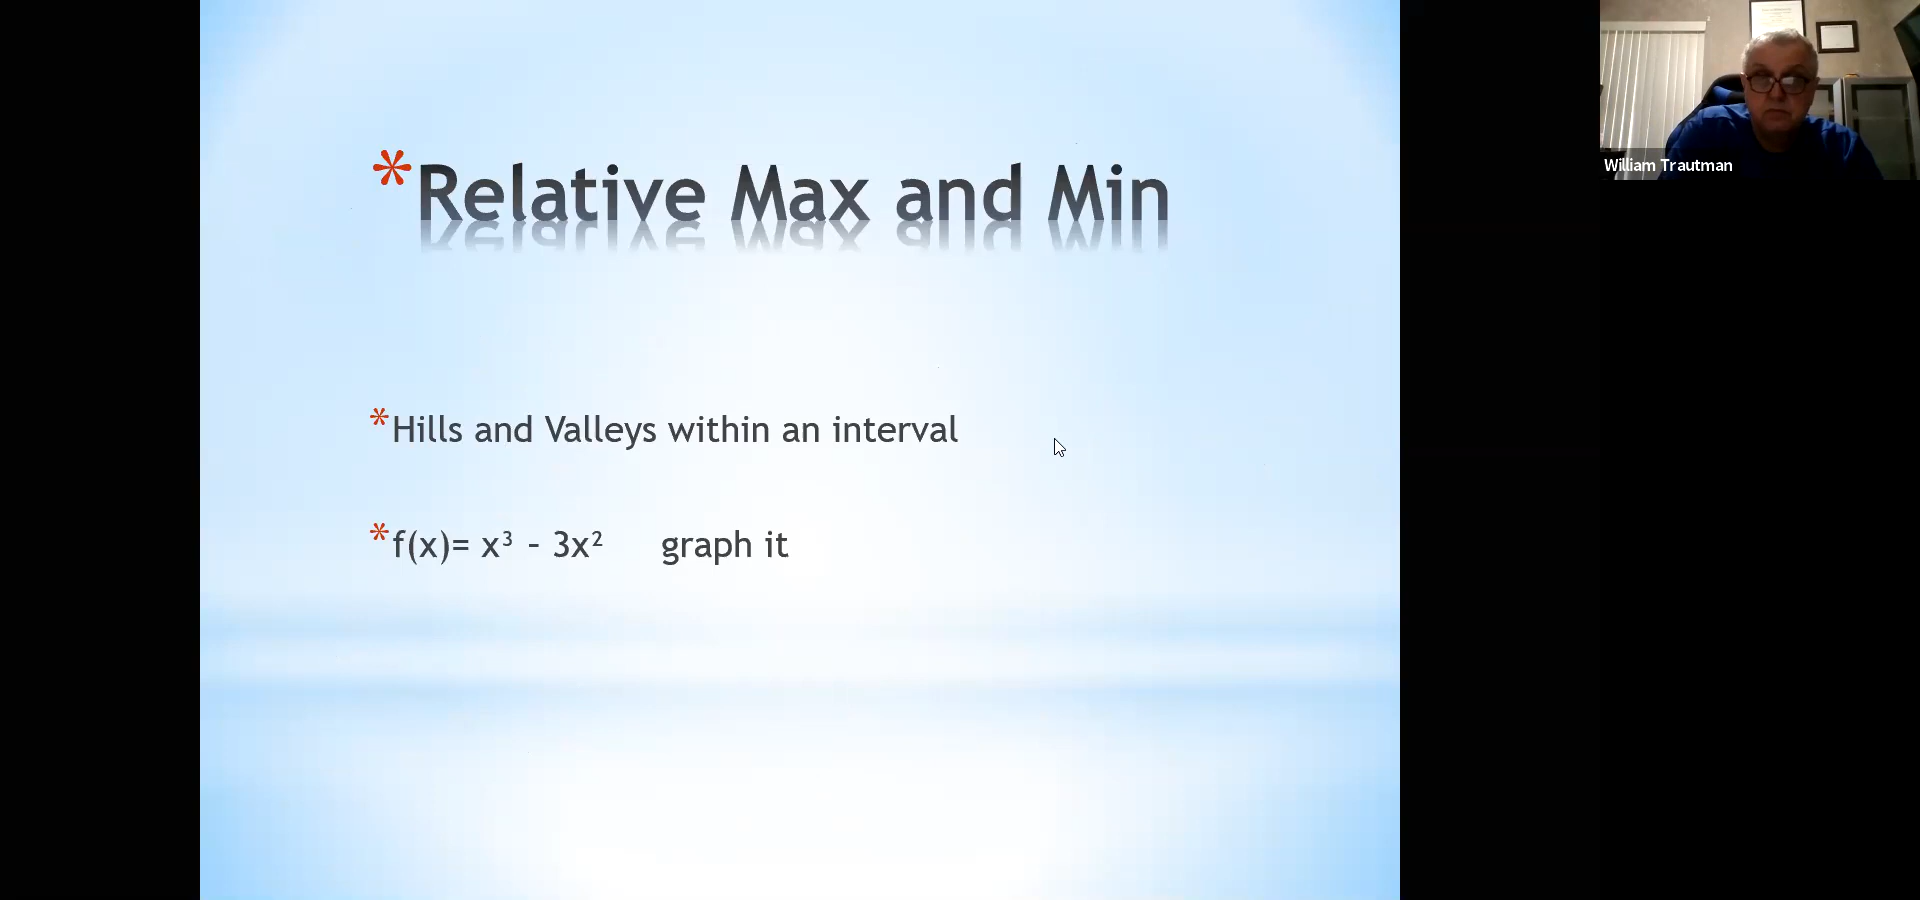 *Relative Max and Min
*Hills and Valleys within an interval
*f(x)= x³ – 3x² graph it
William Trautman